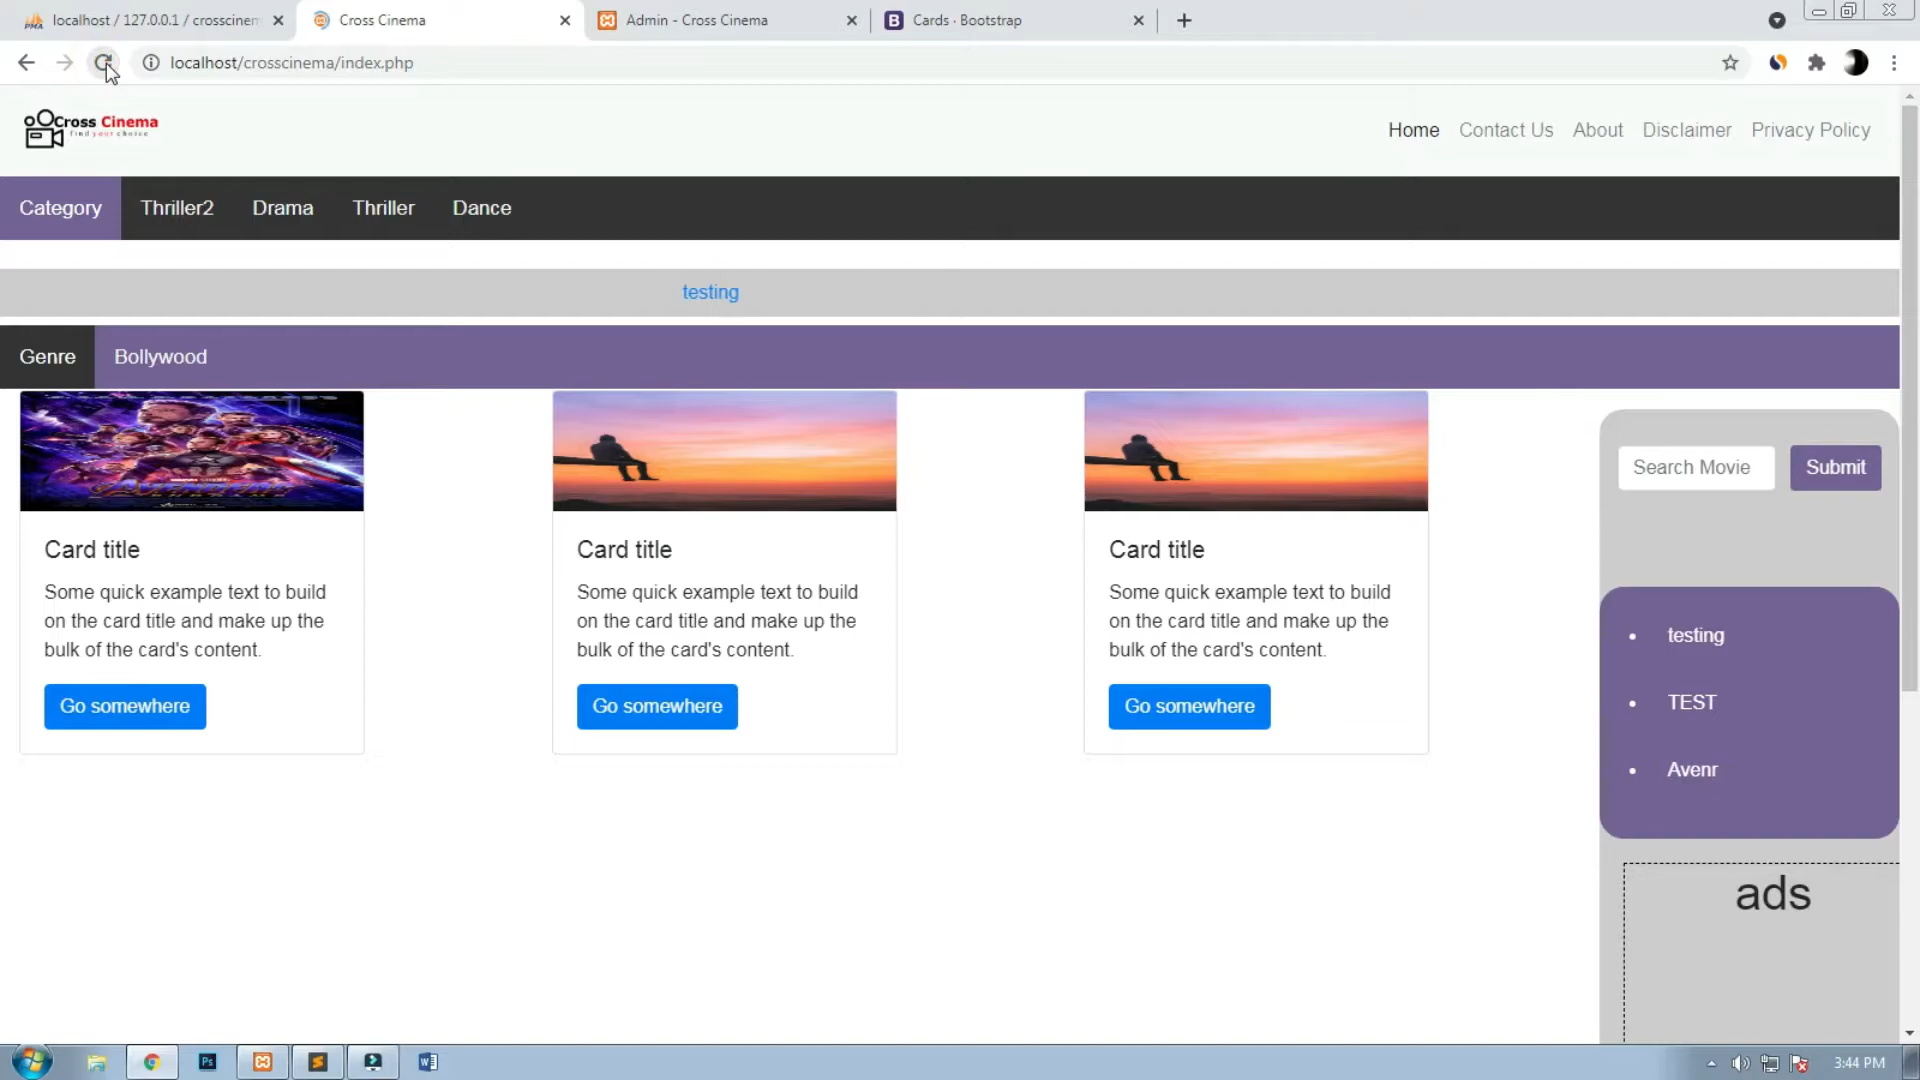 localhost / 127.0.0.1 / crosscinem
Cross Cinema
Admin - Cross Cinema
Cards · Bootstrap
localhost/crosscinema/index.php
Cross Cinema
find your choice
Home Contact Us About Disclaimer Privacy Policy
Category Thriller2 Drama Thriller Dance
testing
Genre Bollywood
Card title
Some quick example text to build
on the card title and make up the
bulk of the card's content.
Go somewhere
Card title
Some quick example text to build
on the card title and make up the
bulk of the card's content.
Go somewhere
Card title
Some quick example text to build
on the card title and make up the
bulk of the card's content.
Go somewhere
Search Movie Submit
testing
TEST
Avenr
ads
3:44 PM